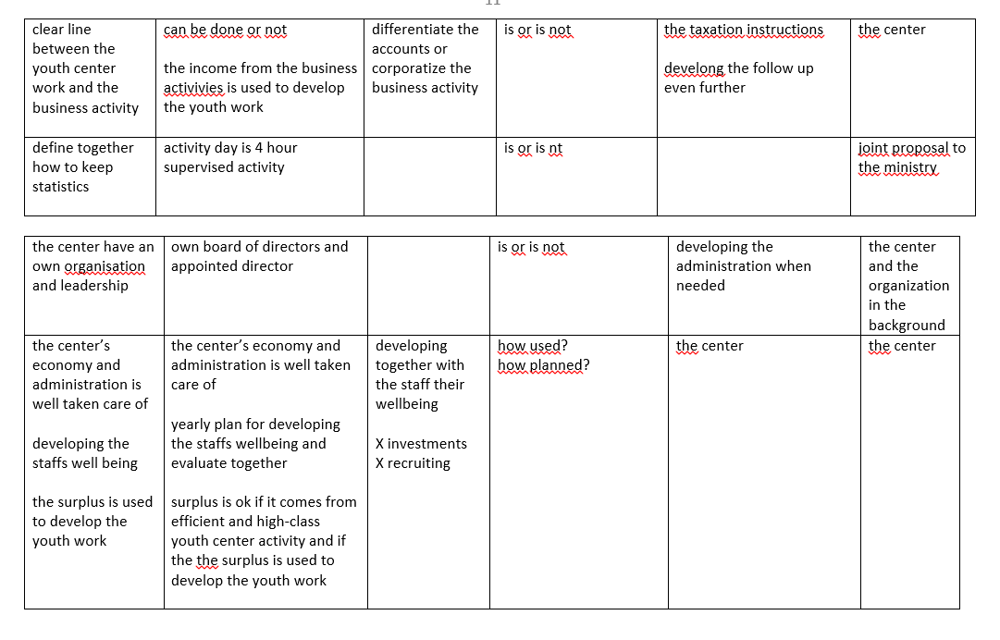 11
clear line
between the
youth center
work and the
business activity
can be done or not
the income from the business
activivies is used to develop
the youth work
differentiate the
accounts or
corporatize the
business activity
is or is not
the taxation instructions
develong the follow up
even further
the center
define together
how to keep
statistics
activity day is 4 hour
supervised activity
is or is nt
joint proposal to
the ministry
the center have an
own organisation
and leadership
own board of directors and
appointed director
is or is not
developing the
administration when
needed
the center
and the
organization
in the
background
the center’s
economy and
administration is
well taken care of
developing the
staffs well being
the surplus is used
to develop the
youth work
the center’s economy and
administration is well taken
care of
yearly plan for developing
the staffs wellbeing and
evaluate together
surplus is ok if it comes from
efficient and high-class
youth center activity and if
the the surplus is used to
develop the youth work
developing
together with
the staff their
wellbeing
X investments
X recruiting
how used?
how planned?
the center
the center